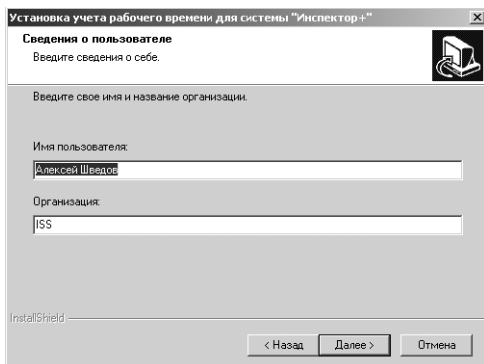 Установка учета рабочего времени для системы "Инспектор+"
Сведения о пользователе
Введите сведения о себе.
Введите свое имя и название организации.
Имя пользователя:
Алексей Шведов
Организация:
ISS
InstallShield
< Назад
Далее >
Отмена